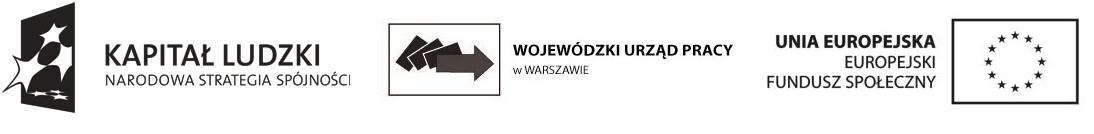 KAPITAŁ LUDZKI
NARODOWA STRATEGIA SPÓJNOŚCI
WOJEWÓDZKI URZĄD PRACY
w WARSZAWIE
UNIA EUROPEJSKA
EUROPEJSKI
FUNDUSZ SPOŁECZNY